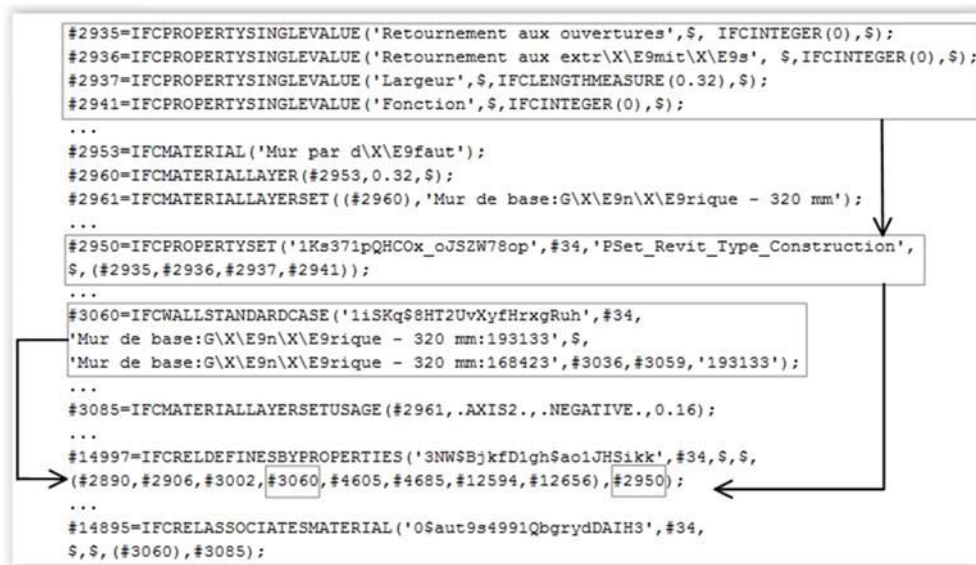 #2935=IFCPROPERTYSINGLEVALUE('Retournement aux ouvertures',$, IFCINTEGER(0),$);
#2936=IFCPROPERTYSINGLEVALUE('Retournement aux extr\X\E9mit\X\E9s', $,IFCINTEGER(0),$);
#2937=IFCPROPERTYSINGLEVALUE('Largeur',$,IFCLENGTHMEASURE(0.32),$);
#2941=IFCPROPERTYSINGLEVALUE('Fonction',$,IFCINTEGER(0),$);
...
#2953=IFCMATERIAL('Mur par d\X\E9faut');
#2960=IFCMATERIALLAYER(#2953,0.32,$);
#2961=IFCMATERIALLAYERSET((#2960),'Mur de base:G\X\E9n\X\E9rique - 320 mm');
...
#2950=IFCPROPERTYSET('1Ks371pQHCOx_oJSZW78op',#34,'PSet_Revit_Type_Construction',
$,(#2935,#2936,#2937,#2941));
...
#3060=IFCWALLSTANDARDCASE('1iSKq$8HT2UvXyfHrxgRuh',#34,
'Mur de base:G\X\E9n\X\E9rique - 320 mm:193133',$,
'Mur de base:G\X\E9n\X\E9rique - 320 mm:168423',#3036,#3059,'193133');
...
#3085=IFCMATERIALLAYERSETUSAGE(#2961,.AXIS2.,.NEGATIVE.,0.16);
...
#14997=IFCRELDEFINESBYPROPERTIES('3NW$BjkfD1gh$ao1JHSikk',#34,$,$,
(#2890,#2906,#3002,#3060,#4605,#4685,#12594,#12656),#2950);
...
#14895=IFCRELASSOCIATESMATERIAL('0$aut9s4991QbgrydDAIH3',#34,
$,$,(#3060),#3085);